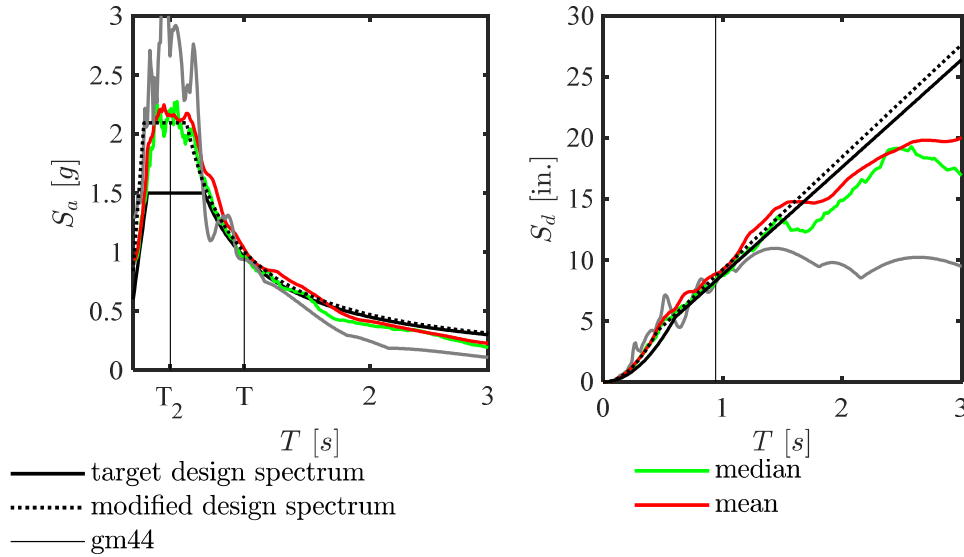 3
2.5
2
1.5
1
0.5
0
S_a [g]
T_2 T 2 3
T [s]
30
25
20
15
10
5
0
S_d [in.]
0 1 2 3
T [s]
target design spectrum
modified design spectrum
gm44
median
mean